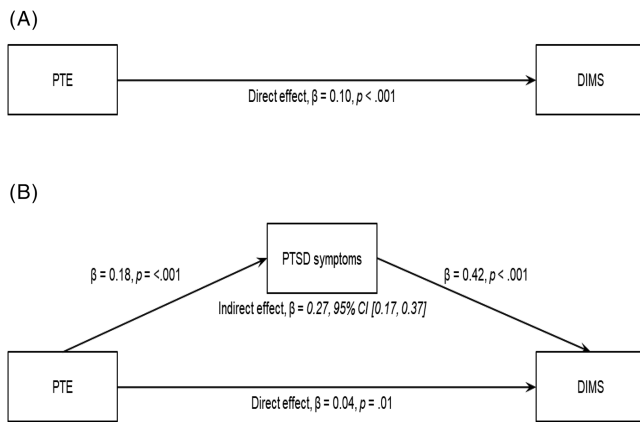 (A)
PTE
DIMS
Direct effect, β = 0.10, p < .001
(B)
PTSD symptoms
β = 0.18, p = <.001
β = 0.42, p < .001
Indirect effect, β = 0.27, 95% CI [0.17, 0.37]
PTE
DIMS
Direct effect, β = 0.04, p = .01